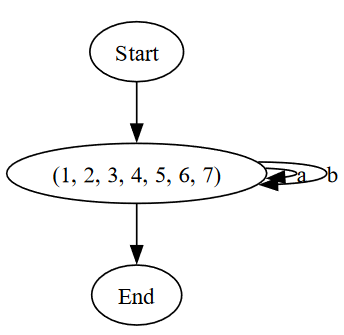 Start
(1, 2, 3, 4, 5, 6, 7)
a
b
End